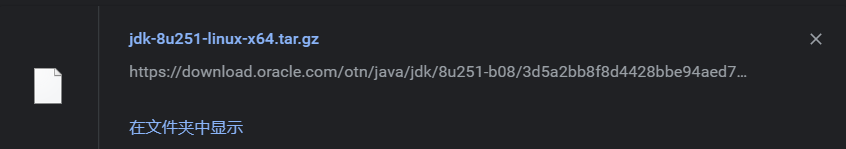 jdk-8u251-linux-x64.tar.gz
https://download.oracle.com/otn/java/jdk/8u251-b08/3d5a2bb8f8d4428bbe94aed7…
在文件夹中显示